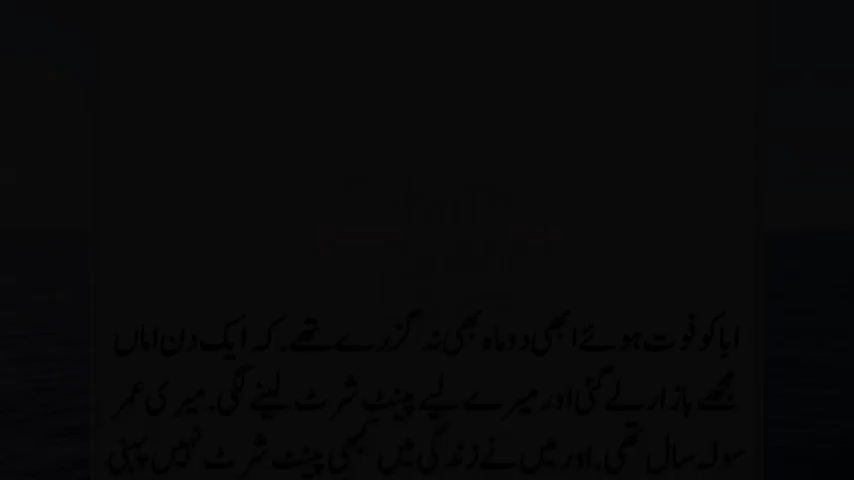 ابا کو فوت ہوئے ابھی دو ماہ بھی نہ گزرے تھے. کہ ایک دن اماں
مجھے بازار لے گئی اور میرے لیے پینٹ شرٹ لینے لگی. میری عمر
سولہ سال تھی. اور میں نے زندگی میں کبھی پینٹ شرٹ نہیں پہنی